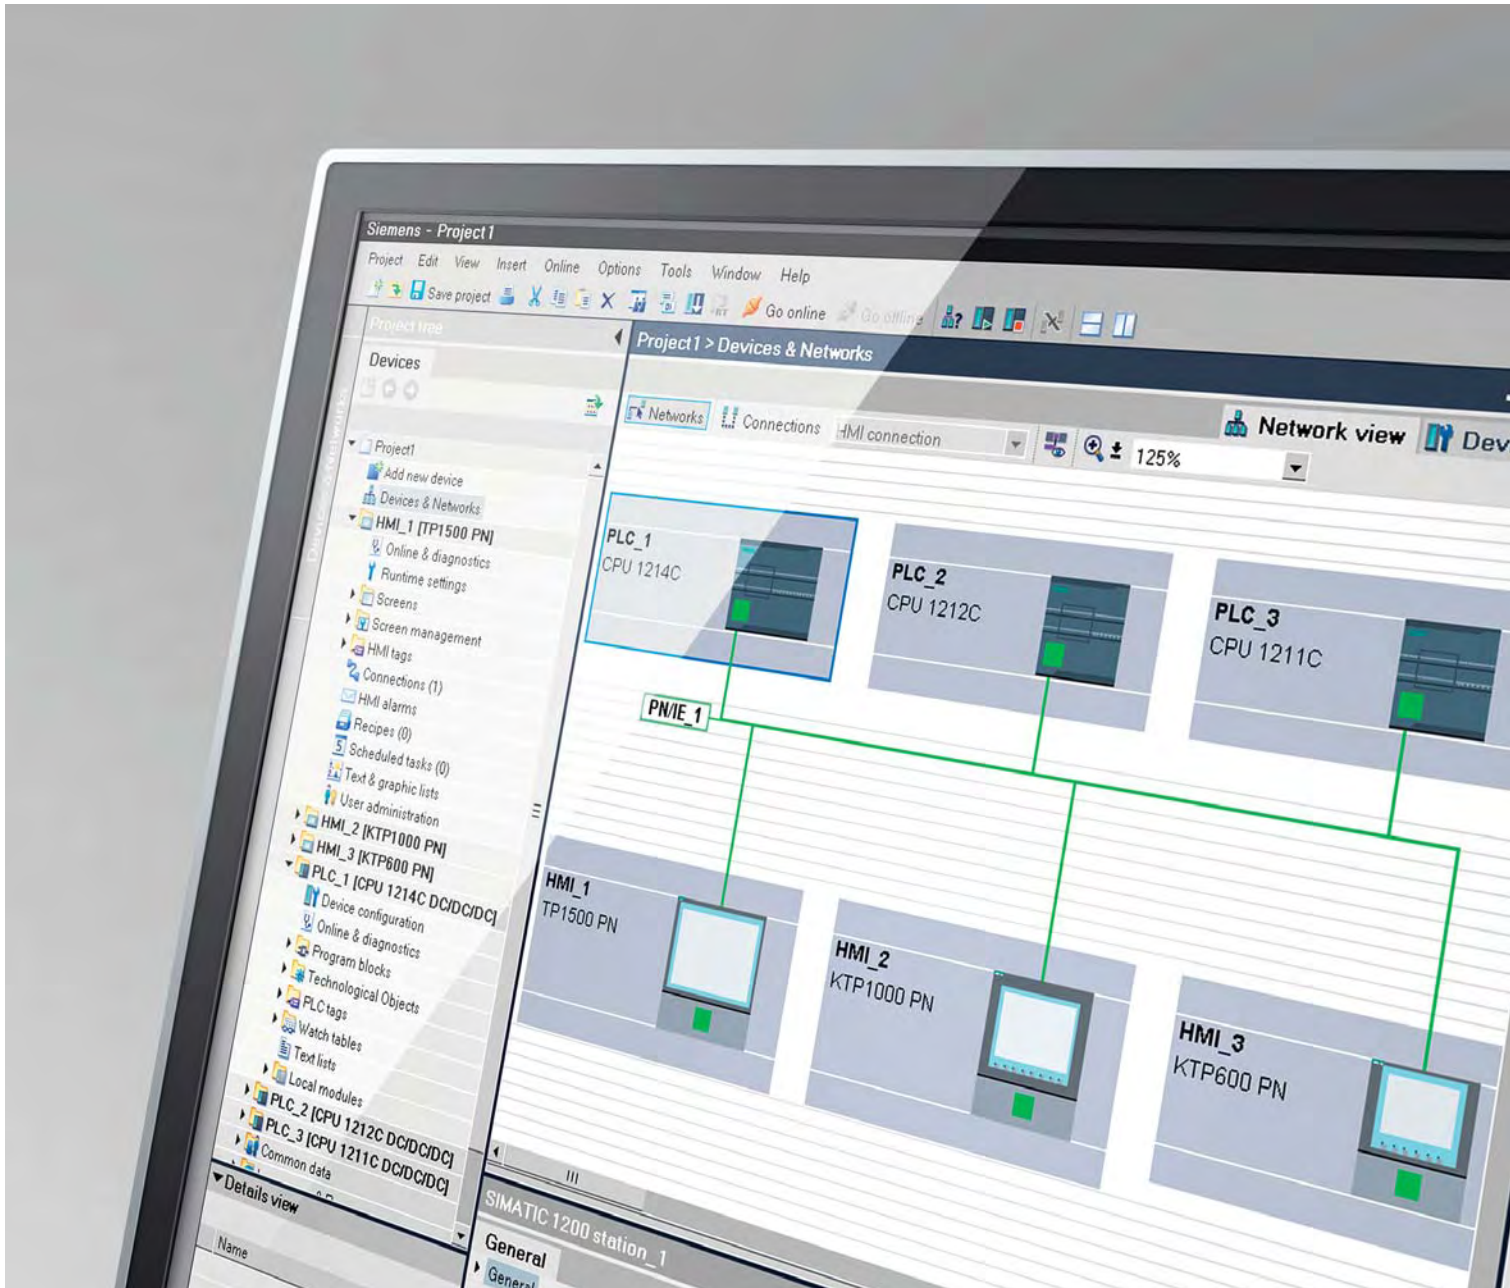 Siemens - Project1
Project Edit View Insert Online Options Tools Window Help
Save project Go online Go offline
Project tree
Project1 > Devices & Networks
Devices
Networks Connections HMI connection 125% Network view
Project1
Add new device
Devices & Networks
HMI_1 [TP1500 PN]
Online & diagnostics
Runtime settings
Screens
Screen management
HMI tags
Connections (1)
HMI alarms
Recipes (0)
Scheduled tasks (0)
Text & graphic lists
User administration
HMI_2 [KTP1000 PN]
HMI_3 [KTP600 PN]
PLC_1 [CPU 1214C DC/DC/DC]
Device configuration
Online & diagnostics
Program blocks
Technological Objects
PLC tags
Watch tables
Text lists
Local modules
PLC_2 [CPU 1212C DC/DC/DC]
PLC_3 [CPU 1211C DC/DC/DC]
Common data
Details view
Name
PLC_1
CPU 1214C
PLC_2
CPU 1212C
PLC_3
CPU 1211C
PN/IE_1
HMI_1
TP1500 PN
HMI_2
KTP1000 PN
HMI_3
KTP600 PN
SIMATIC 1200 station_1
General
General